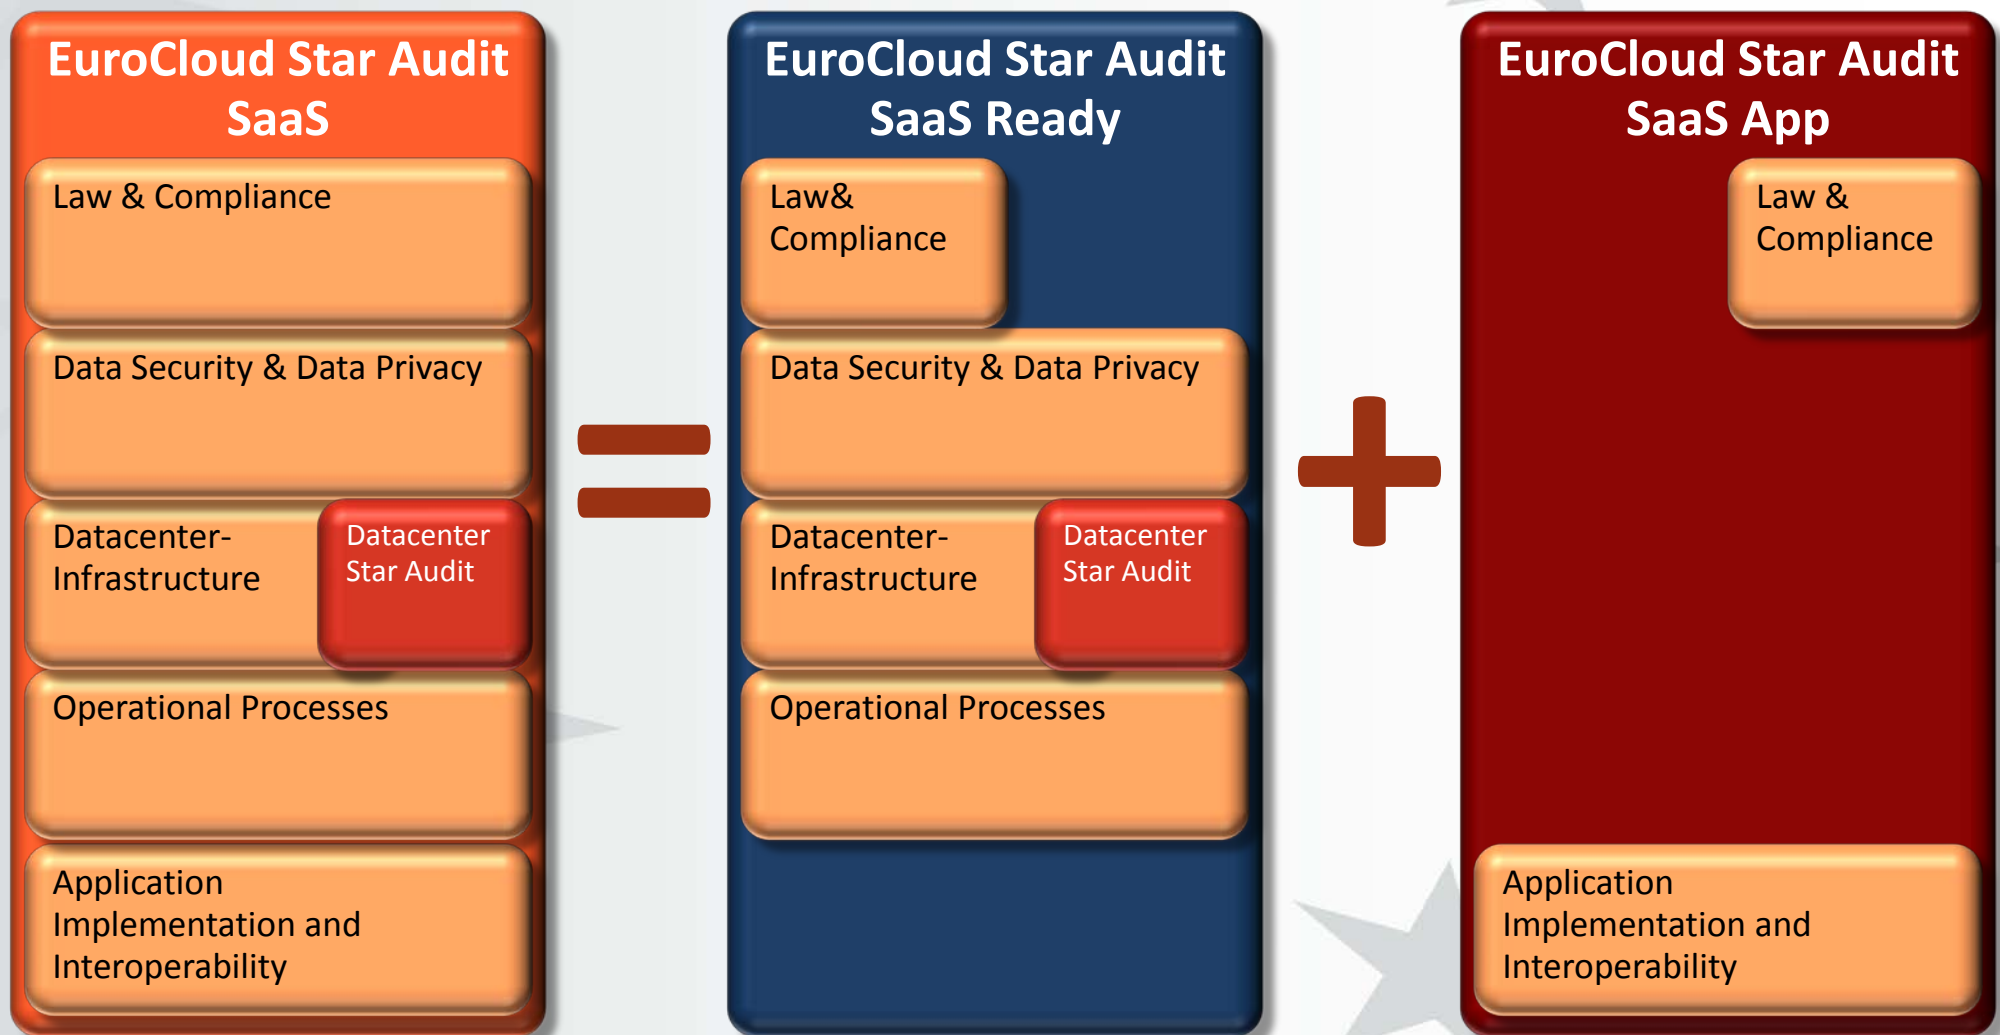 EuroCloud Star Audit
SaaS
Law & Compliance
Data Security & Data Privacy
Datacenter-
Infrastructure
Datacenter
Star Audit
Operational Processes
Application
Implementation and
Interoperability
=
EuroCloud Star Audit
SaaS Ready
Law&
Compliance
Data Security & Data Privacy
Datacenter-
Infrastructure
Datacenter
Star Audit
Operational Processes
+
EuroCloud Star Audit
SaaS App
Law &
Compliance
Application
Implementation and
Interoperability